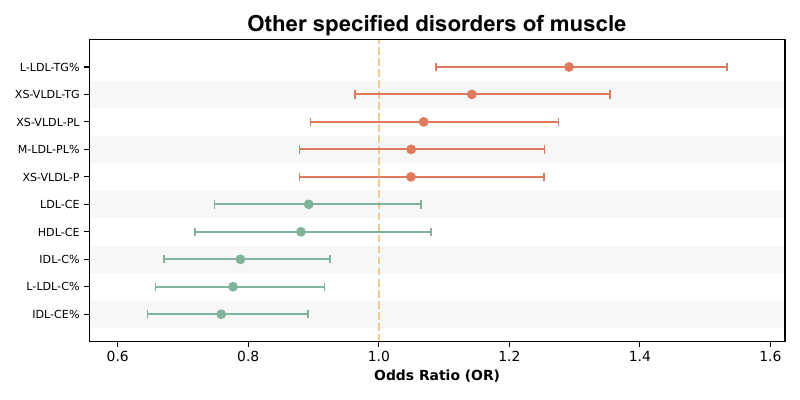 Other specified disorders of muscle
L-LDL-TG%
XS-VLDL-TG
XS-VLDL-PL
M-LDL-PL%
XS-VLDL-P
LDL-CE
HDL-CE
IDL-C%
L-LDL-C%
IDL-CE%
0.6 0.8 1.0 1.2 1.4 1.6
Odds Ratio (OR)